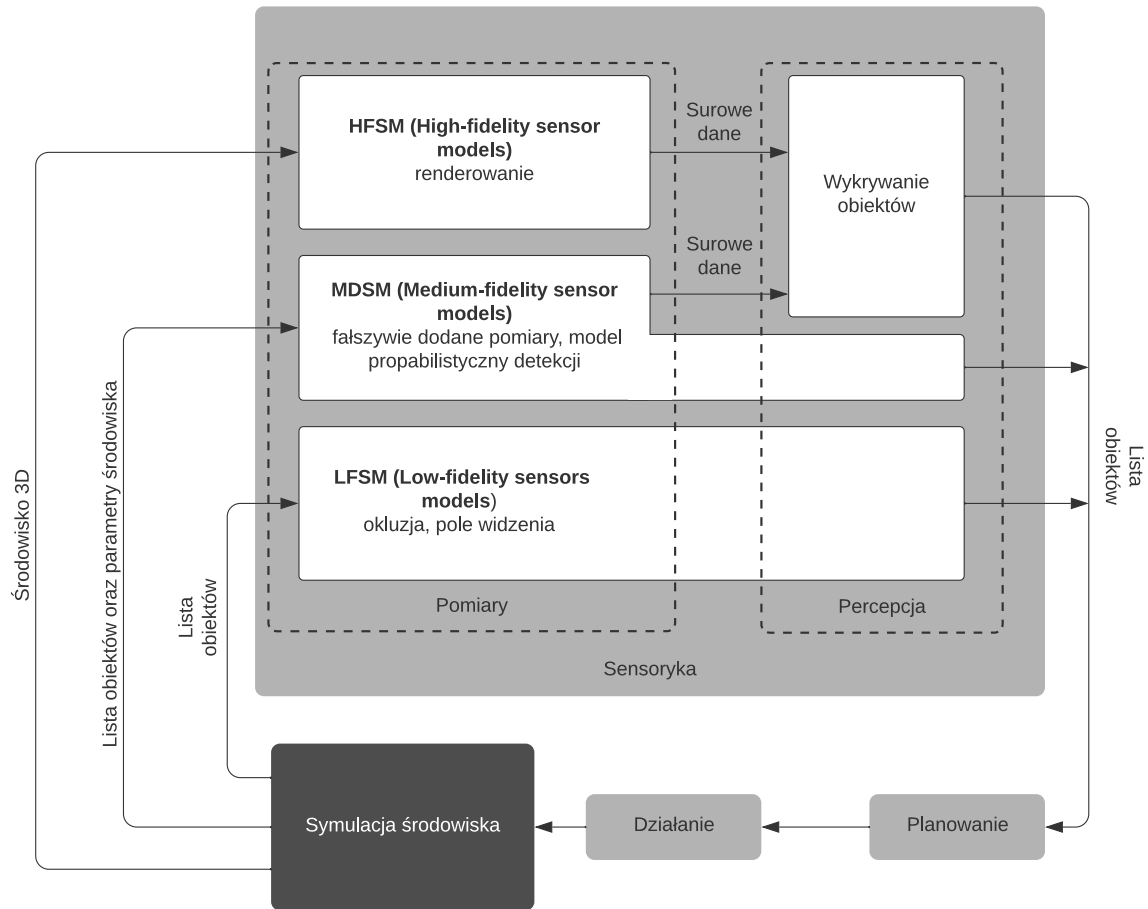 HFSM (High-fidelity sensor
models)
renderowanie
Surowe
dane
Wykrywanie
obiektów
Surowe
dane
MDSM (Medium-fidelity sensor
models)
fałszywie dodane pomiary, model
propabilistyczny detekcji
LFSM (Low-fidelity sensors
models)
okluzja, pole widzenia
Pomiary
Percepcja
Sensoryka
Środowisko 3D
Lista obiektów oraz parametry środowiska
Lista
obiektów
Lista
obiektów
Symulacja środowiska
Działanie
Planowanie